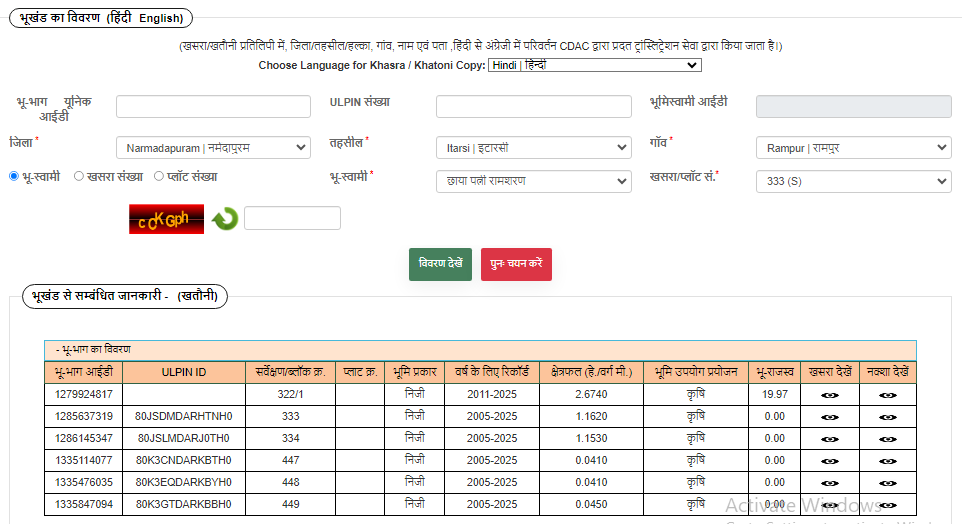 भूखंड का विवरण (हिंदी English)
(खसरा/खतौनी प्रतिलिपी में, जिला/तहसील/हल्का, गांव, नाम एवं पता ,हिंदी से अंग्रेजी में परिवर्तन CDAC द्वारा प्रदत ट्रांस्लिट्रेशन सेवा द्वारा किया जाता है।)
Choose Language for Khasra / Khatoni Copy: Hindi | हिन्दी
भू-भाग यूनिक आईडी ULPIN संख्या भूमिस्वामी आईडी
जिला * Narmadapuram | नर्मदापुरम तहसील * Itarsi | इटारसी गाँव * Rampur | रामपुर
भू-स्वामी खसरा संख्या प्लॉट संख्या भू-स्वामी * छाया पत्नी रामशरण खसरा/प्लॉट सं.* 333 (S)
ccKGph
विवरण देखें पुनः चयन करें
भूखंड से सम्बंधित जानकारी - (खतौनी)
- भू-भाग का विवरण
भू-भाग आईडी ULPIN ID सर्वेक्षण/ब्लॉक क्र. प्लाट क्र. भूमि प्रकार वर्ष के लिए रिकॉर्ड क्षेत्रफल (हे./वर्ग मी.) भूमि उपयोग प्रयोजन भू-राजस्व खसरा देखें नक्शा देखें
1279924817 322/1 निजी 2011-2025 2.6740 कृषि 19.97
1285637319 80JSDMDARHTNH0 333 निजी 2005-2025 1.1620 कृषि 0.00
1286145347 80JSLMDARJ0TH0 334 निजी 2005-2025 1.1530 कृषि 0.00
1335114077 80K3CNDARKBTH0 447 निजी 2005-2025 0.0410 कृषि 0.00
1335476035 80K3EQDARKBYH0 448 निजी 2005-2025 0.0410 कृषि 0.00
1335847094 80K3GTDARKBBH0 449 निजी 2005-2025 0.0450 कृषि 0.00
Activate Windows